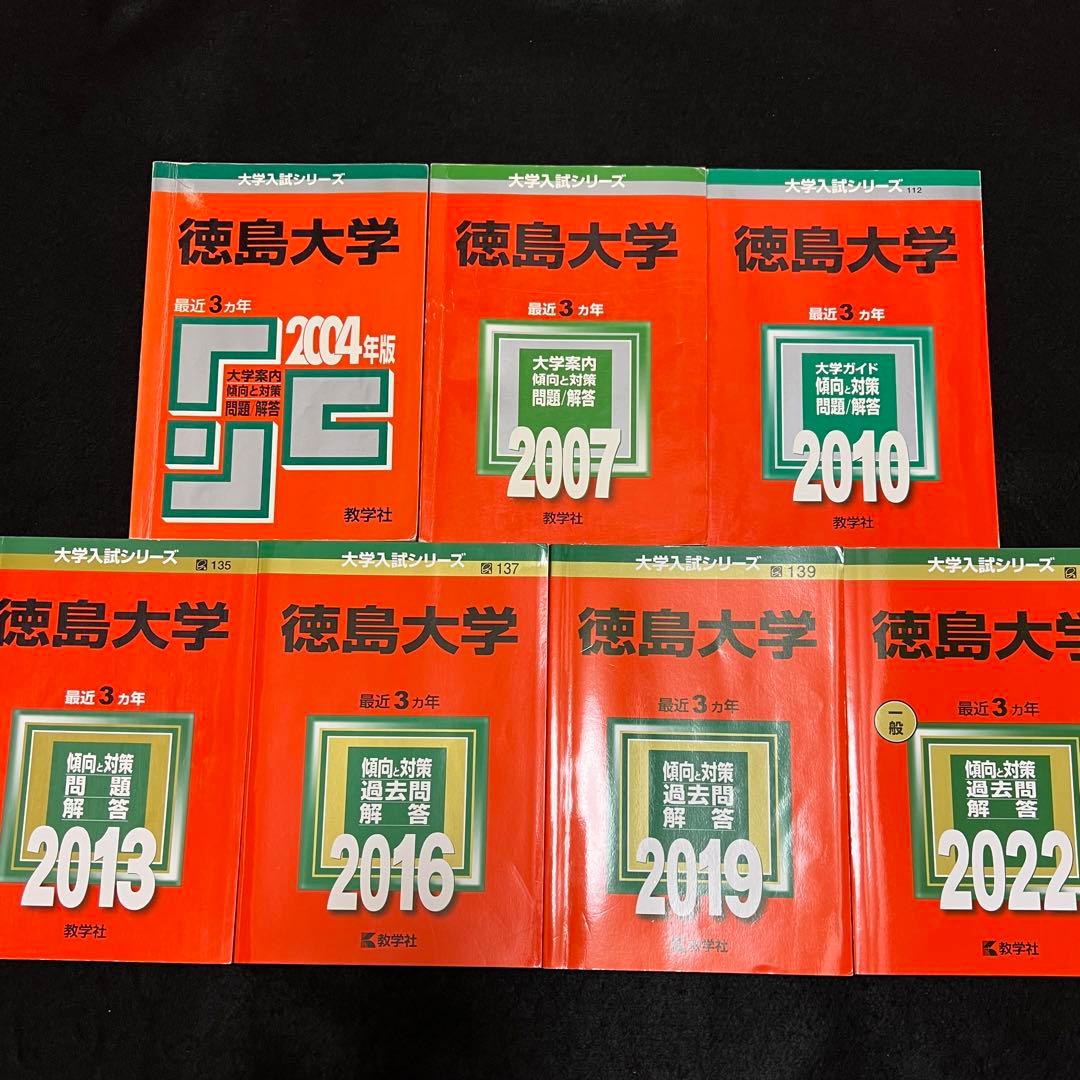 大学入試シリーズ
徳島大学
最近3ヵ年
2004年版
大学案内
傾向と対策
問題/解答
教学社
大学入試シリーズ
徳島大学
最近3ヵ年
大学案内
傾向と対策
問題/解答
2007
教学社
大学入試シリーズ 112
徳島大学
最近3ヵ年
大学ガイド
傾向と対策
問題/解答
2010
教学社
大学入試シリーズ
135
徳島大学
最近3ヵ年
傾向と対策
問題
解答
2013
教学社
大学入試シリーズ
137
徳島大学
最近3ヵ年
傾向と対策
過去問
解答
2016
教学社
大学入試シリーズ
139
徳島大学
最近3ヵ年
傾向と対策
過去問
解答
2019
教学社
大学入試シリーズ
徳島大学
最近3ヵ年
一般
傾向と対策
過去問
解答
2022
教学社